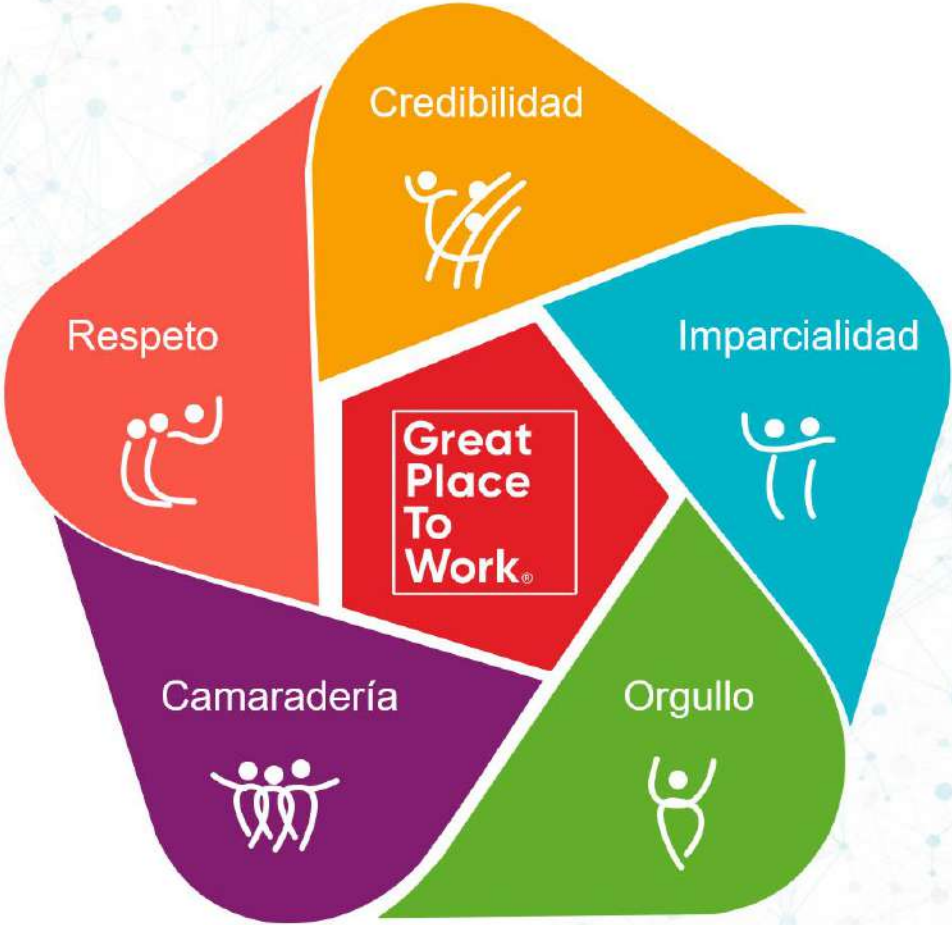 Credibilidad
Respeto
Imparcialidad
Great
Place
To
Work®
Camaradería
Orgullo